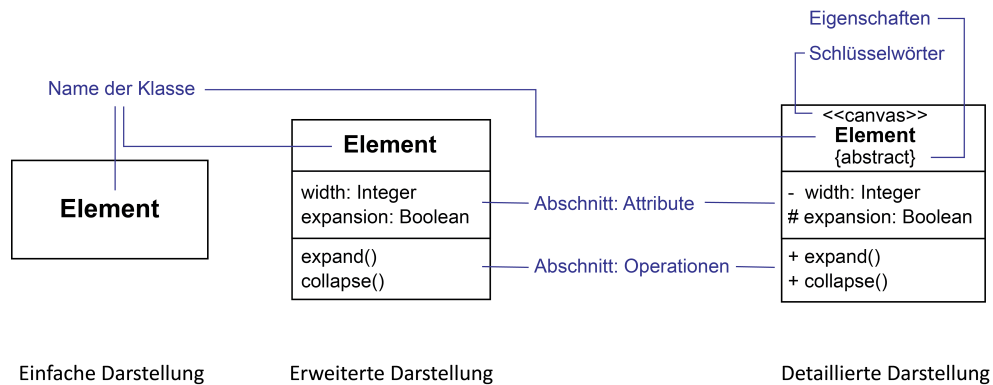 Eigenschaften
Schlüsselwörter
Name der Klasse
Element
Element
width: Integer
expansion: Boolean
expand()
collapse()
Abschnitt: Attribute
Abschnitt: Operationen
<<canvas>>
Element
{abstract}
- width: Integer
# expansion: Boolean
+ expand()
+ collapse()
Einfache Darstellung
Erweiterte Darstellung
Detaillierte Darstellung